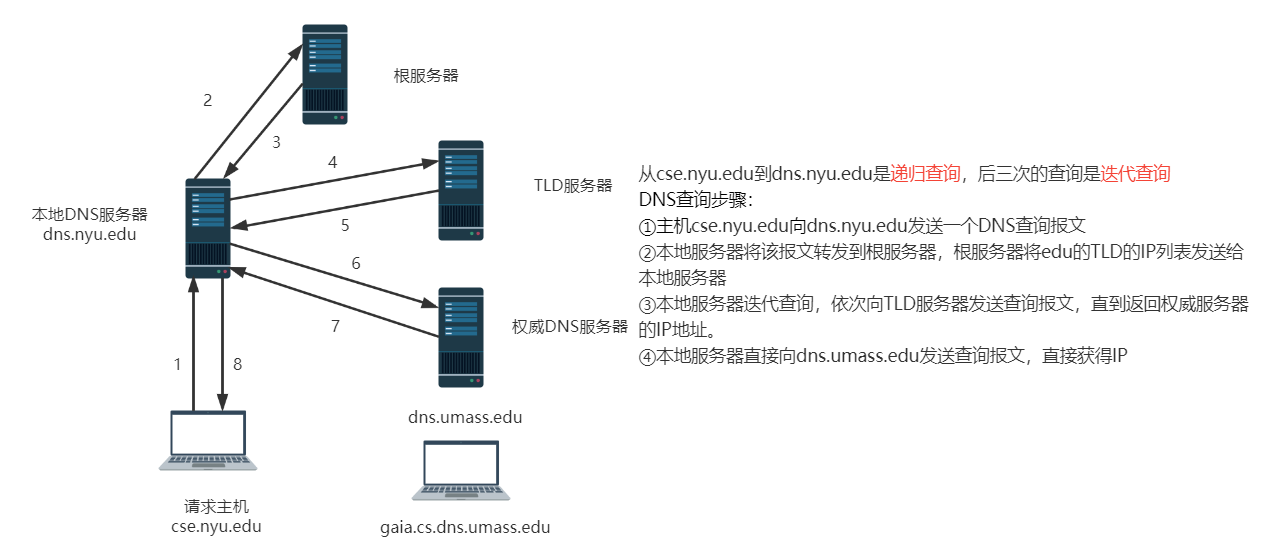 根服务器
2
3
4
TLD服务器
5
本地DNS服务器
dns.nyu.edu
6
7
权威DNS服务器
1
8
dns.umass.edu
请求主机
cse.nyu.edu
gaia.cs.dns.umass.edu
从cse.nyu.edu到dns.nyu.edu是递归查询，后三次的查询是迭代查询
DNS查询步骤：
①主机cse.nyu.edu向dns.nyu.edu发送一个DNS查询报文
②本地服务器将该报文转发到根服务器，根服务器将edu的TLD的IP列表发送给
本地服务器
③本地服务器迭代查询，依次向TLD服务器发送查询报文，直到返回权威服务器
的IP地址。
④本地服务器直接向dns.umass.edu发送查询报文，直接获得IP